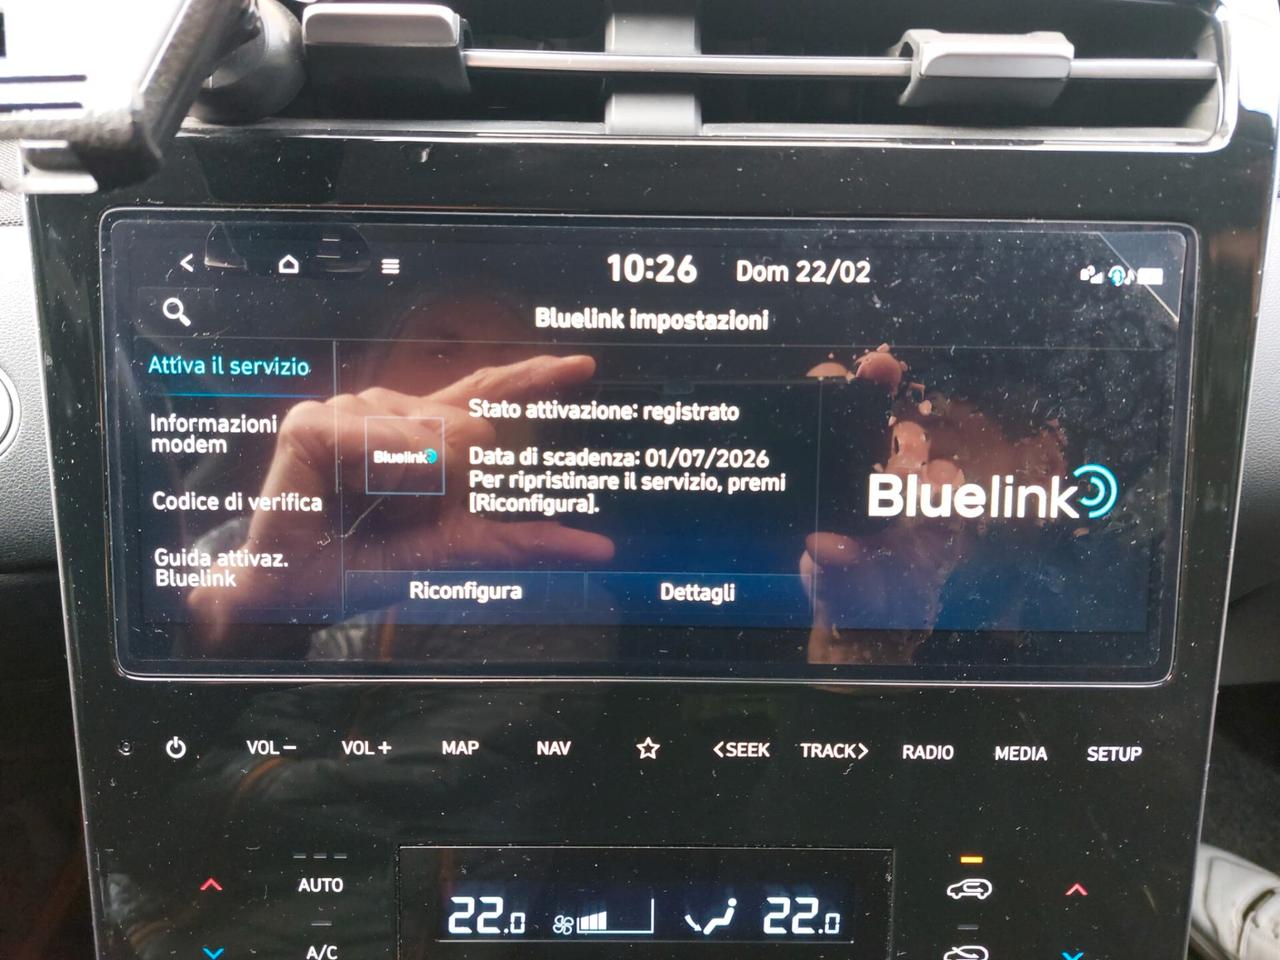 10:26 Dom 22/02
Bluelink impostazioni
Attiva il servizio
Informazioni
modem
Codice di verifica
Guida attivaz.
Bluelink
Bluelink
Stato attivazione: registrato
Data di scadenza: 01/07/2026
Per ripristinare il servizio, premi
[Riconfigura].
Riconfigura
Dettagli
Bluelink
VOL− VOL+ MAP NAV <SEEK TRACK> RADIO MEDIA SETUP
AUTO
A/C
22.0
22.0